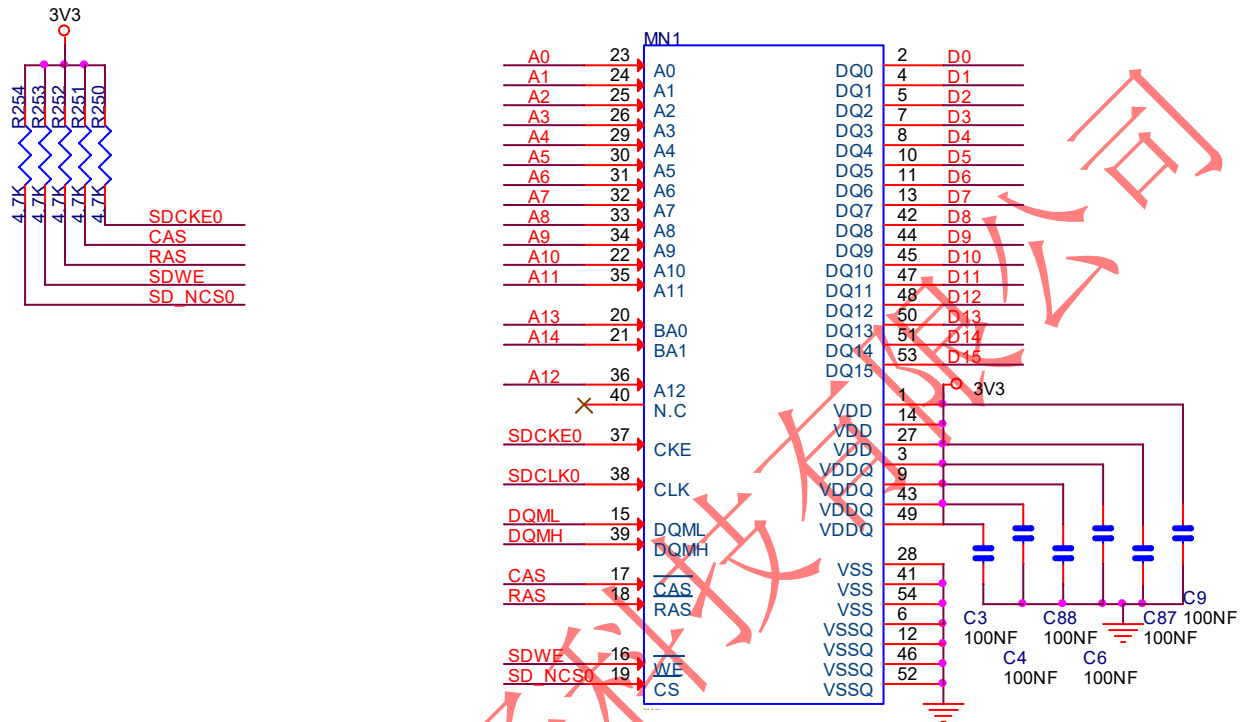 3V3
R254
R253
R252
R251
R250
4.7K
4.7K
4.7K
4.7K
4.7K
SDCKE0
CAS
RAS
SDWE
SD_NCS0
MN1
A0 23 A0 DQ0 2 D0
A1 24 A1 DQ1 4 D1
A2 25 A2 DQ2 5 D2
A3 26 A3 DQ3 7 D3
A4 29 A4 DQ4 8 D4
A5 30 A5 DQ5 10 D5
A6 31 A6 DQ6 11 D6
A7 32 A7 DQ7 13 D7
A8 33 A8 DQ8 42 D8
A9 34 A9 DQ9 44 D9
A10 22 A10 DQ10 45 D10
A11 35 A11 DQ11 47 D11
DQ12 48 D12
A13 20 BA0 DQ13 50 D13
A14 21 BA1 DQ14 51 D14
DQ15 53 D15
A12 36 A12
3V3
40 N.C VDD 1
VDD 14
SDCKE0 37 CKE VDD 27
VDDQ 3
SDCLK0 38 CLK VDDQ 9
VDDQ 43
DQML 15 DQML VDDQ 49
DQMH 39 DQMH
VSS 28
CAS 17 CAS VSS 41
RAS 18 RAS VSS 54
VSSQ 6
VSSQ 12
SDWE 16 WE VSSQ 46
SD_NCS0 19 CS VSSQ 52
C3 100NF
C4 100NF
C88 100NF
C6 100NF
C87 100NF
C9 100NF
科技有限公司